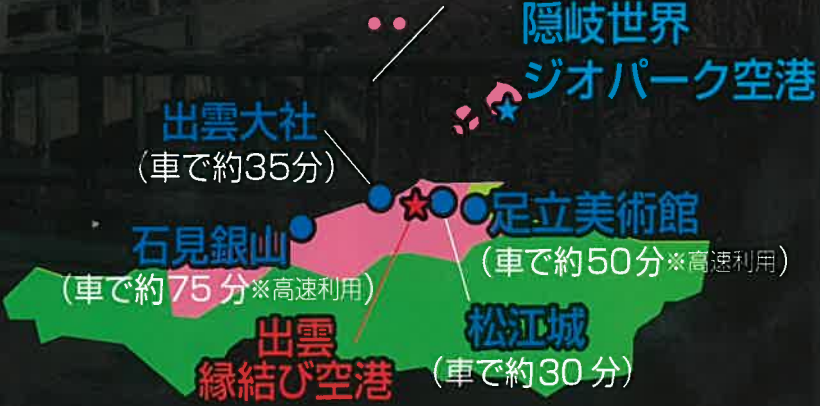 隠岐世界
ジオパーク空港
出雲大社
(車で約35分)
足立美術館
(車で約50分※高速利用)
石見銀山
(車で約75分※高速利用)
出雲
縁結び空港
松江城
(車で約30分)